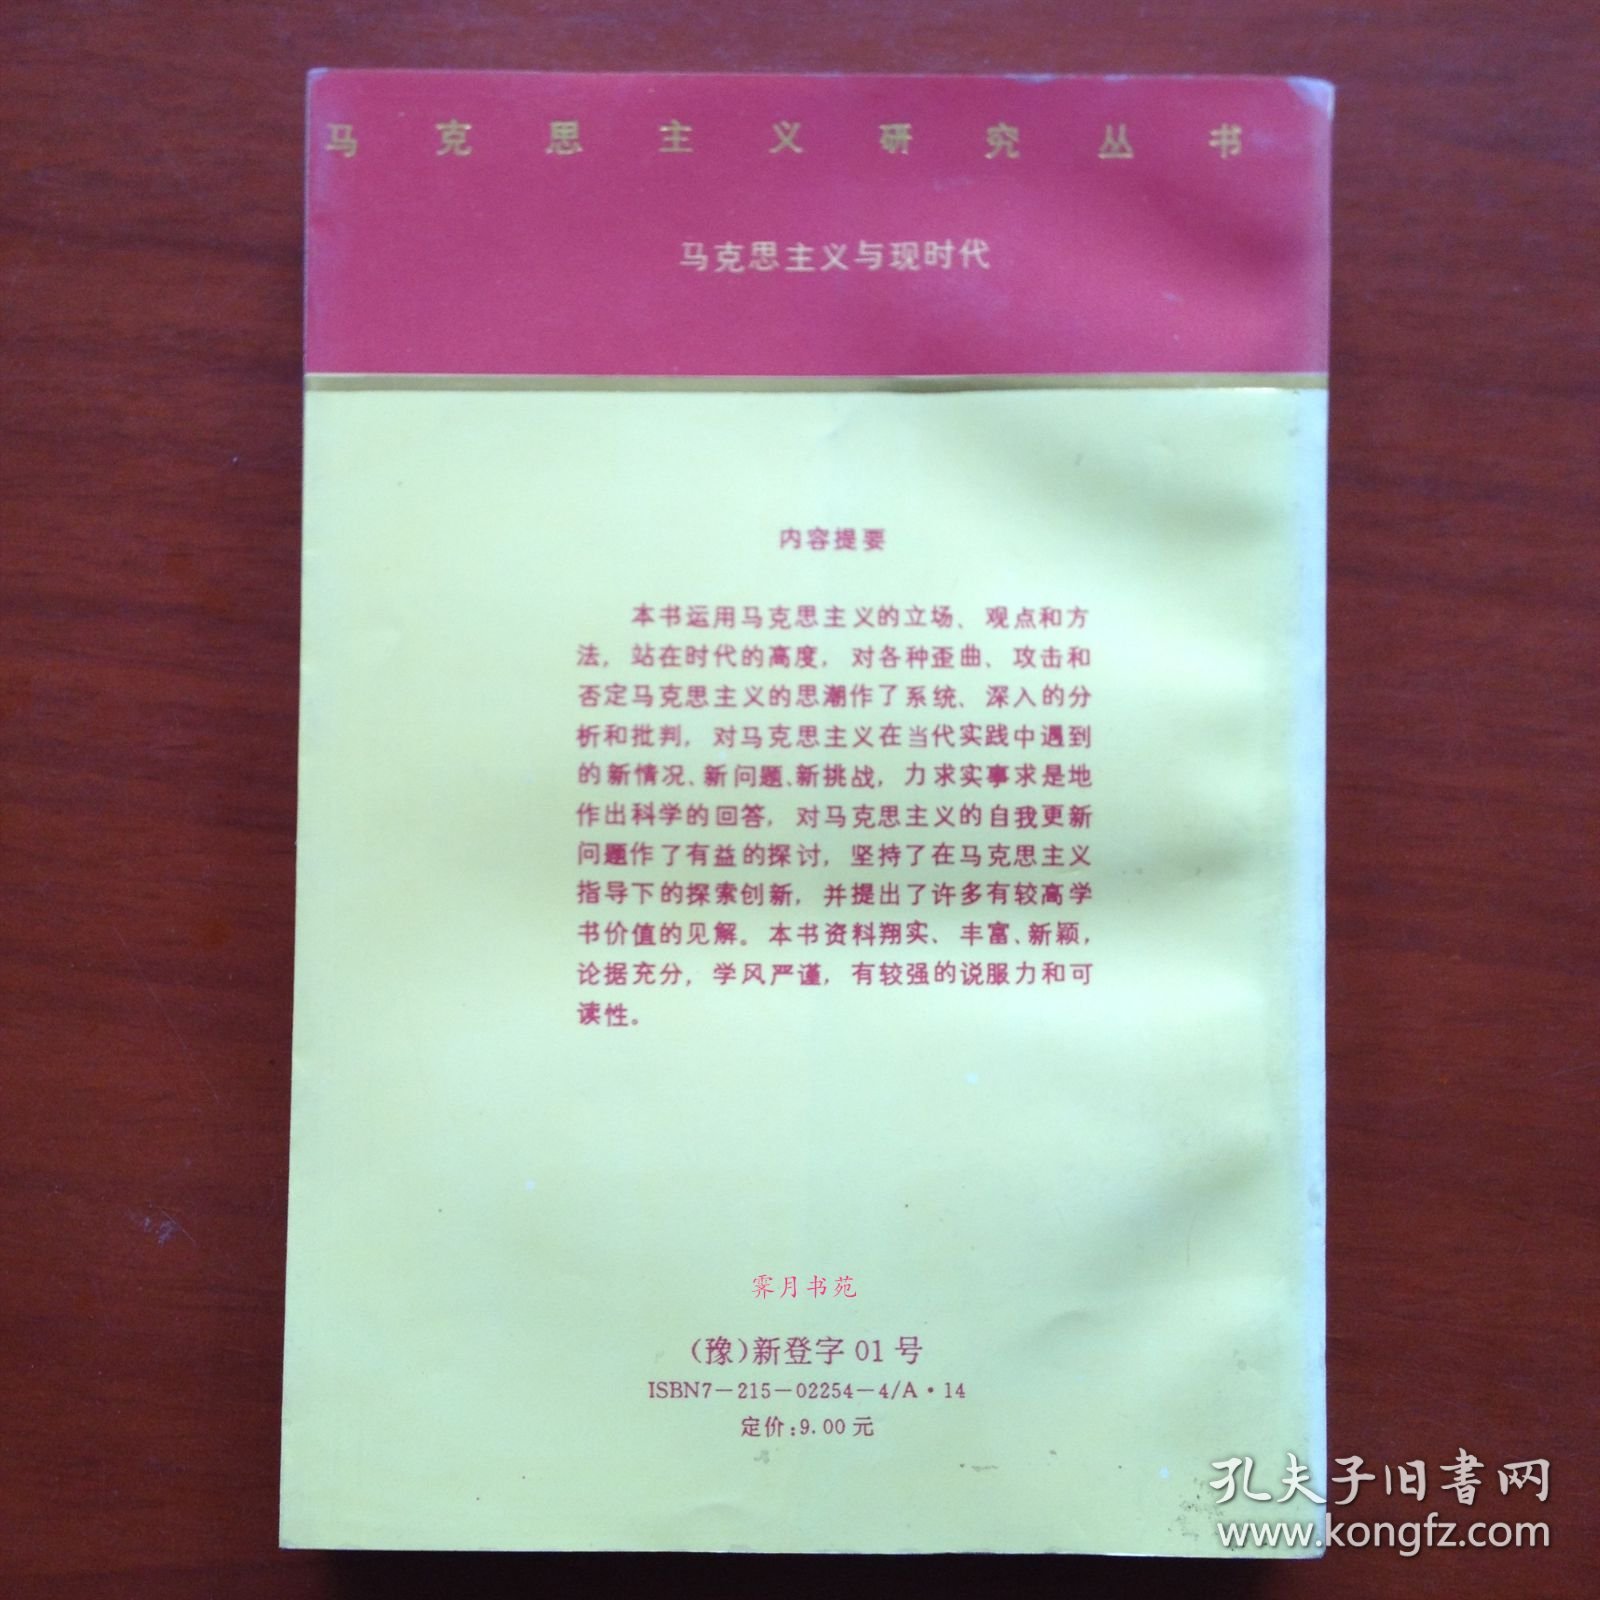 马克思主义研究丛书
马克思主义与现时代
内容提要
本书运用马克思主义的立场、观点和方
法，站在时代的高度，对各种歪曲、攻击和
否定马克思主义的思潮作了系统、深入的分
析和批判，对马克思主义在当代实践中遇到
的新情况、新问题、新挑战，力求实事求是地
作出科学的回答，对马克思主义的自我更新
问题作了有益的探讨，坚持了在马克思主义
指导下的探索创新，并提出了许多有较高学
书价值的见解。本书资料翔实、丰富、新颖，
论据充分，学风严谨，有较强的说服力和可
读性。
霁月书苑
（豫）新登字01号
ISBN7-215-02254-4/A·14
定价：9.00元
孔夫子旧书网
www.kongfz.com